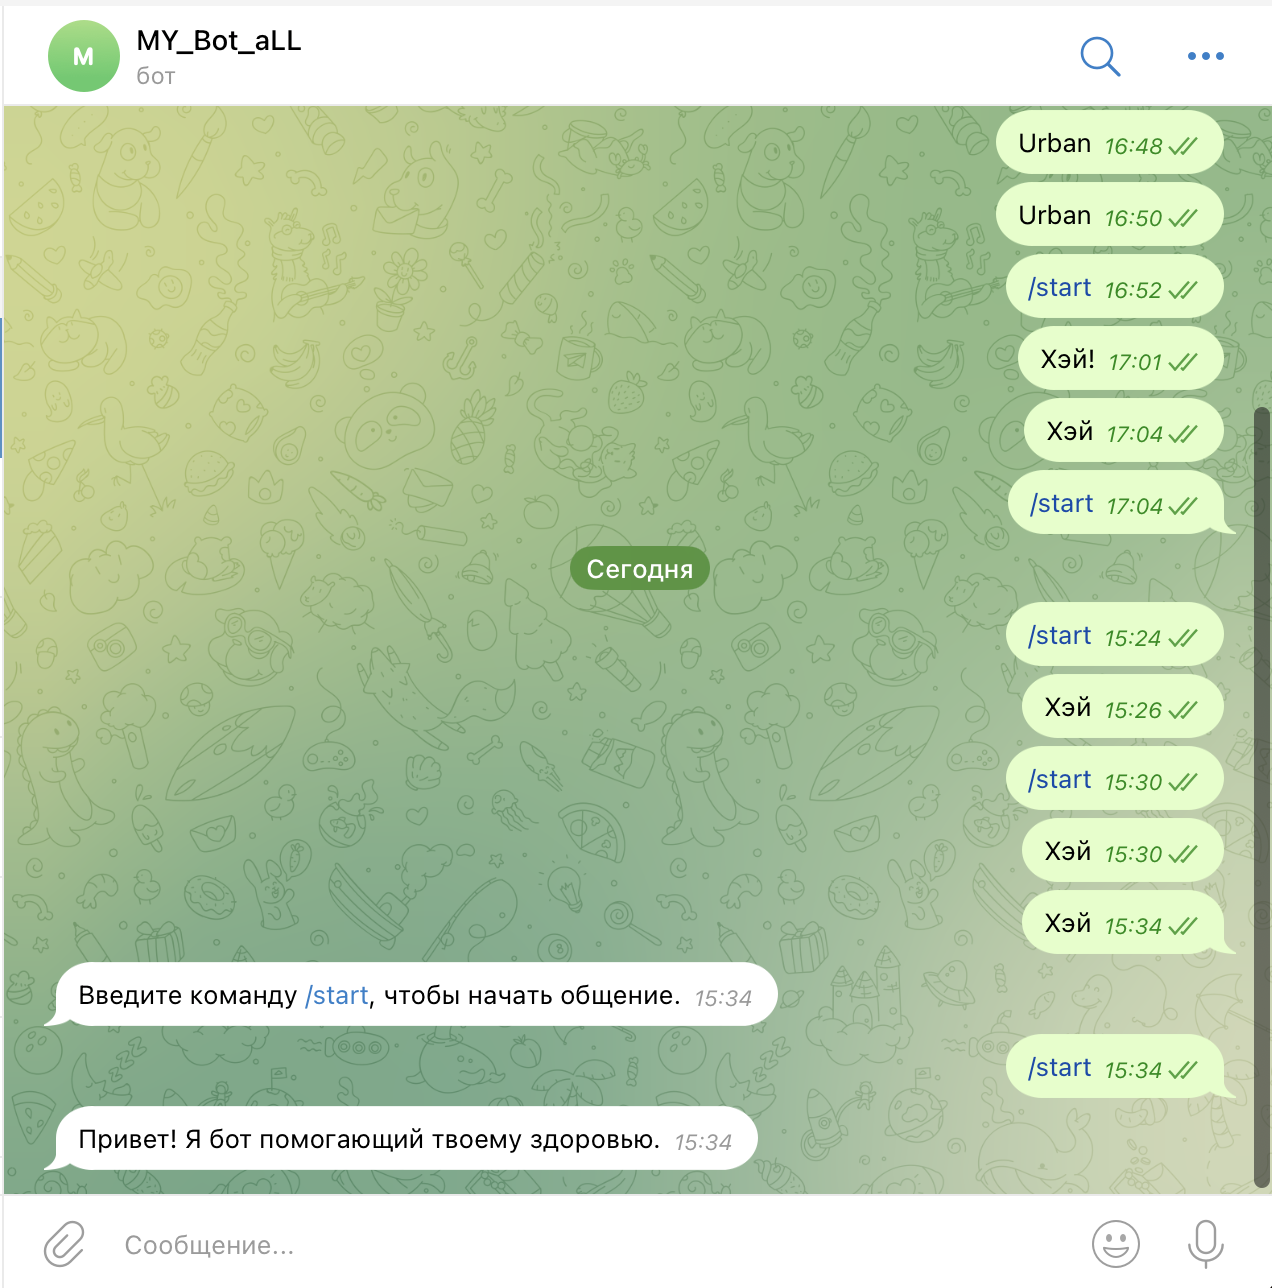 M
MY_Bot_aLL
бот
Urban 16:48
Urban 16:50
/start 16:52
Хэй! 17:01
Хэй 17:04
/start 17:04
Сегодня
/start 15:24
Хэй 15:26
/start 15:30
Хэй 15:30
Хэй 15:34
Введите команду /start, чтобы начать общение. 15:34
/start 15:34
Привет! Я бот помогающий твоему здоровью. 15:34
Сообщение...